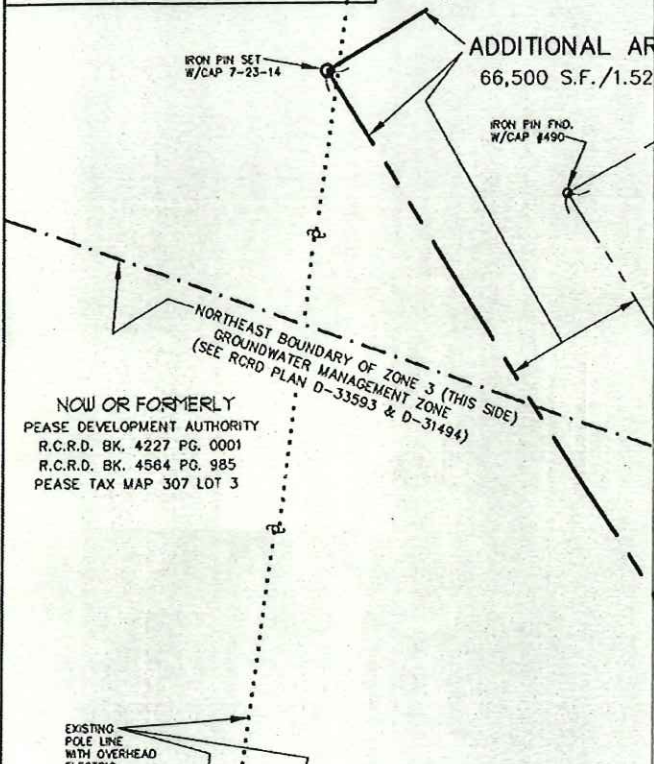 IRON PIN SET
W/CAP 7-23-14
ADDITIONAL AR
66,500 S.F./1.52
IRON PIN FND.
W/CAP #490
NORTHEAST BOUNDARY OF ZONE 3 (THIS SIDE)
GROUNDWATER MANAGEMENT ZONE
(SEE RCRD PLAN D-33593 & D-31494)
NOW OR FORMERLY
PEASE DEVELOPMENT AUTHORITY
R.C.R.D. BK. 4227 PG. 0001
R.C.R.D. BK. 4564 PG. 985
PEASE TAX MAP 307 LOT 3
EXISTING
POLE LINE
WITH OVERHEAD
ELECTRIC